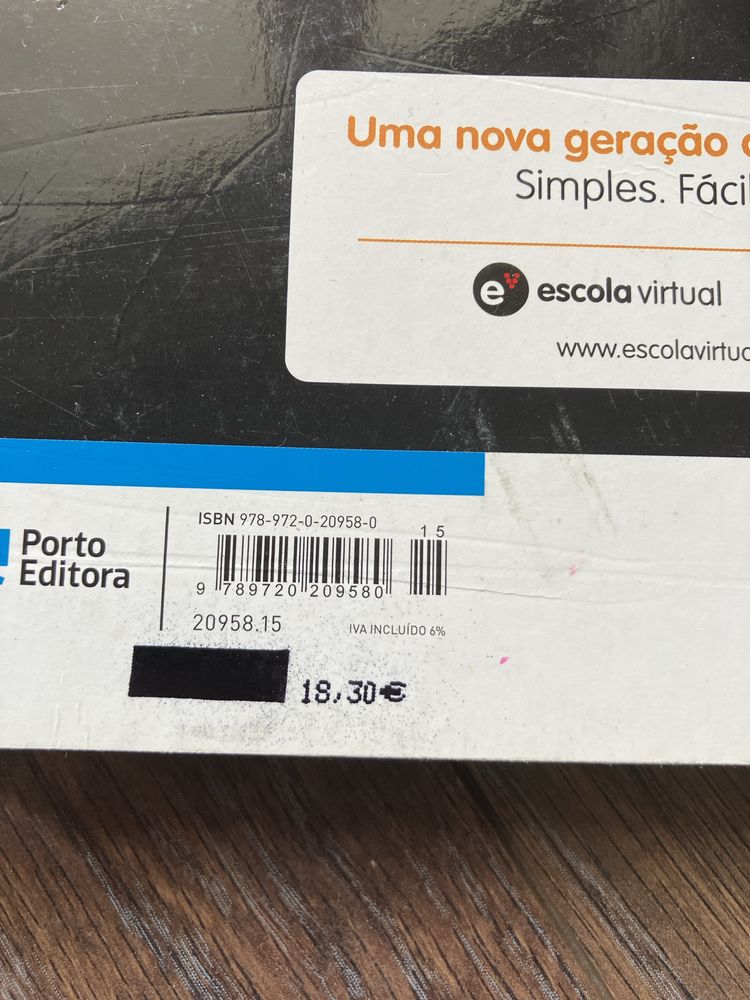 Uma nova geração
Simples. Fácil
escola virtual
www.escolavirtua
Porto
Editora
ISBN 978-972-0-20958-0
15
9 789720 209580
20958.15
IVA INCLUÍDO 6%
18,30€